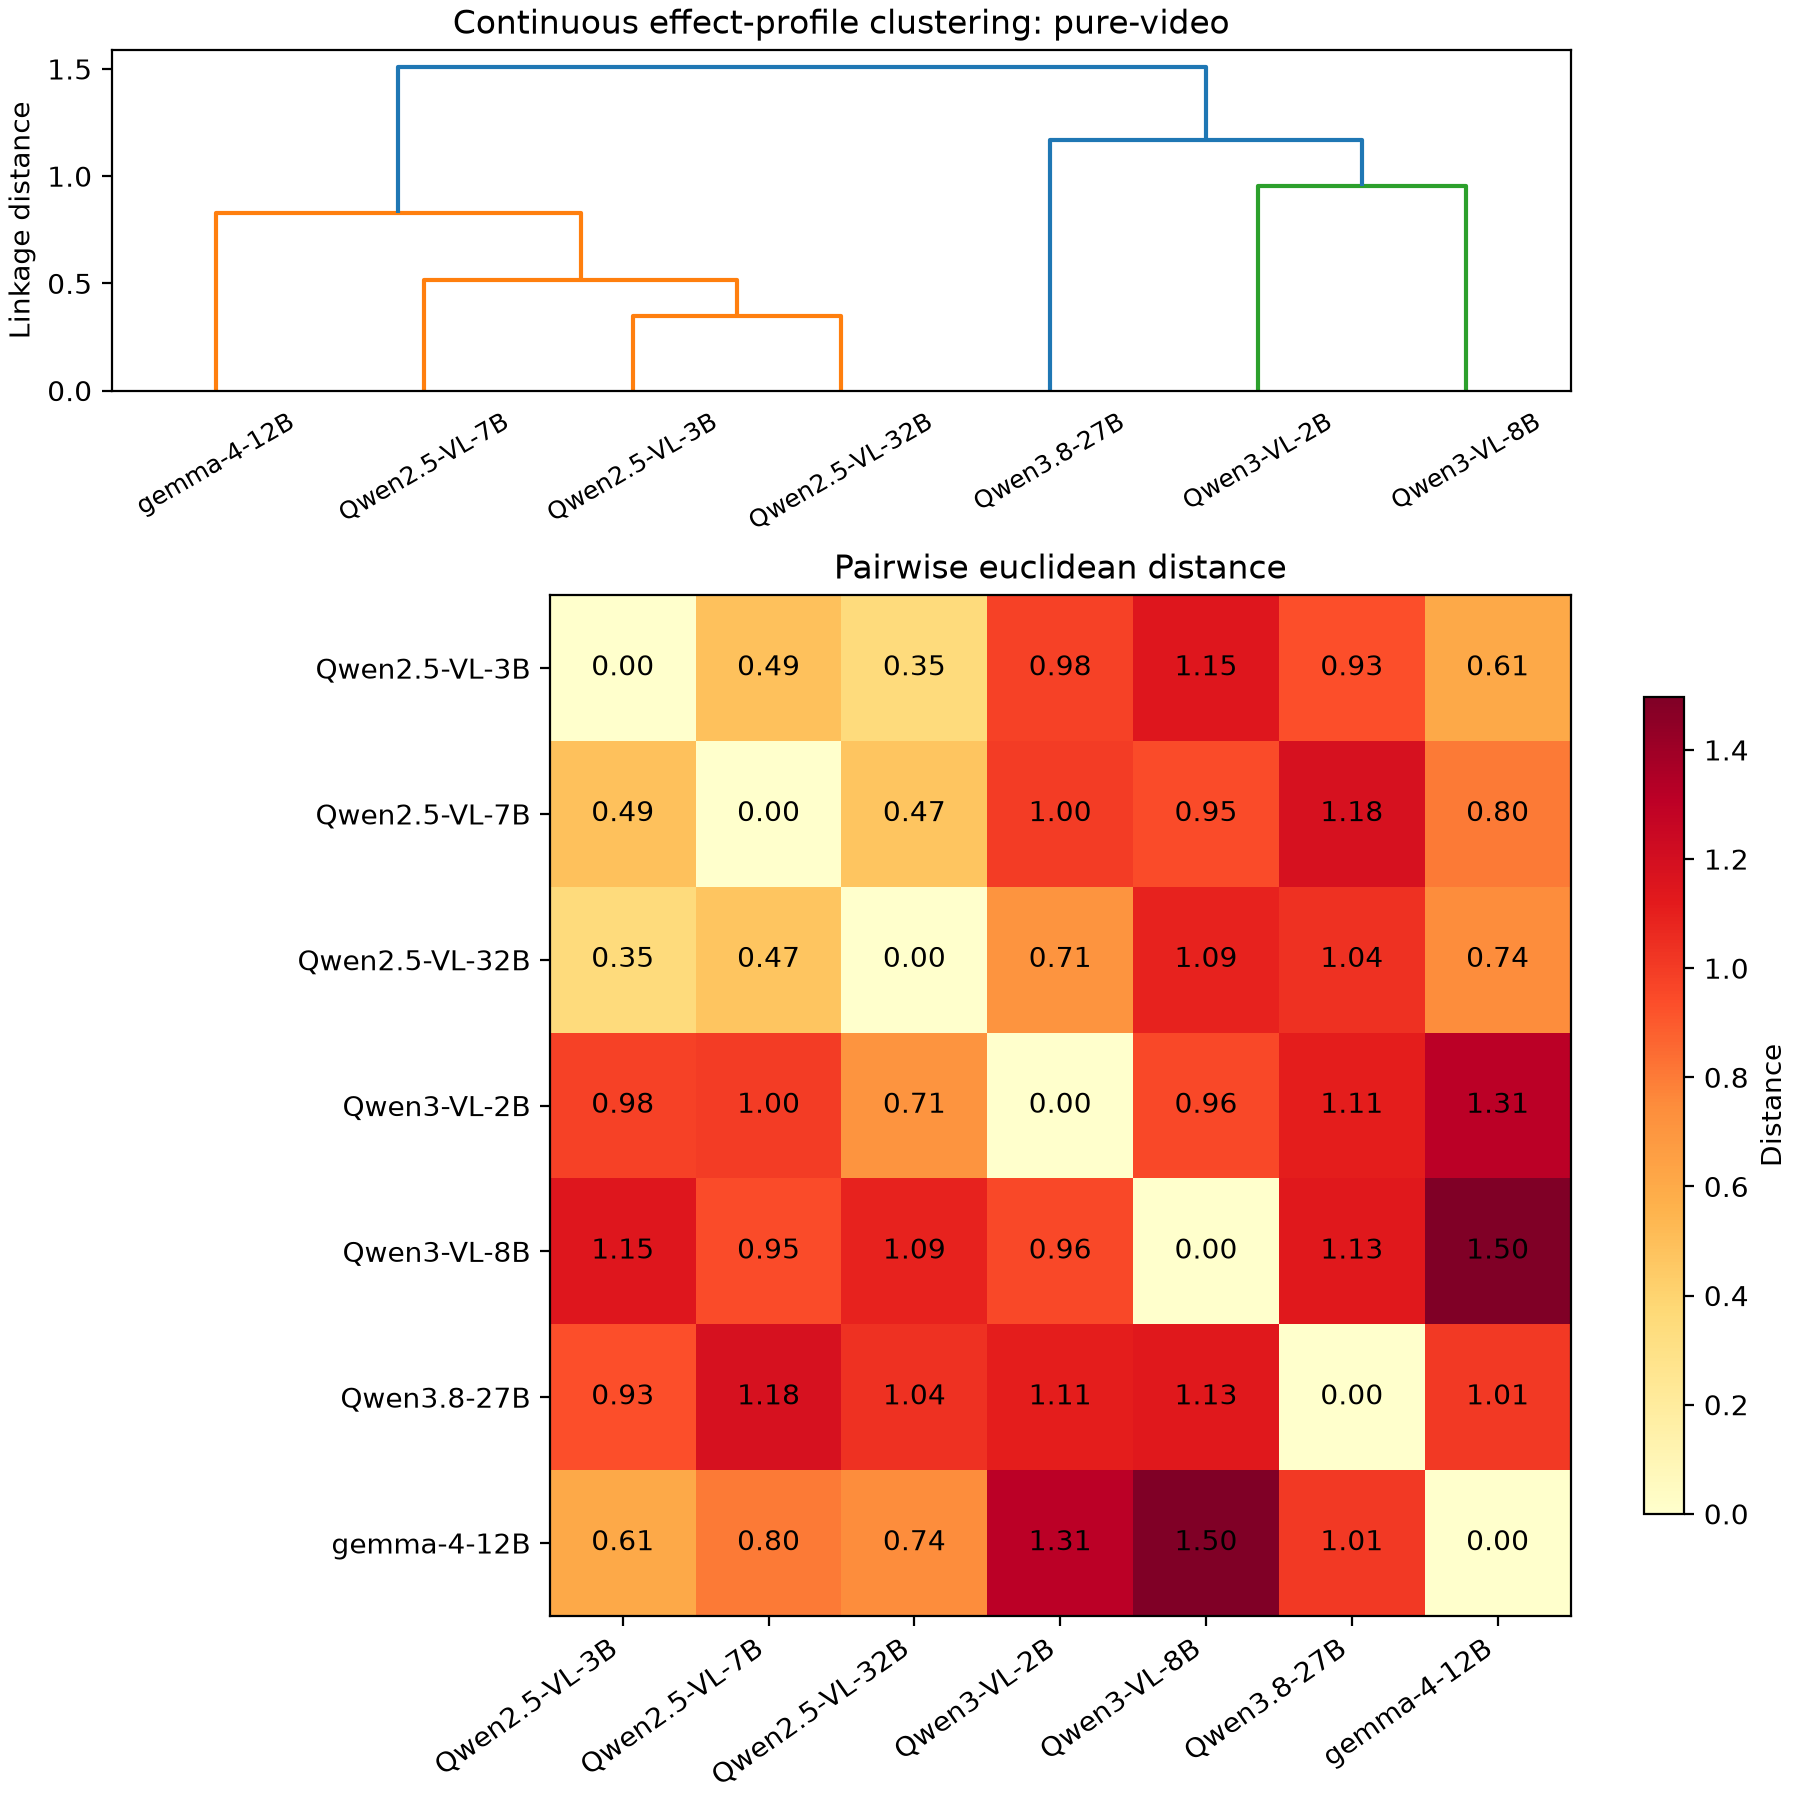 Continuous effect-profile clustering: pure-video
Linkage distance
1.5
1.0
0.5
0.0
gemma-4-12B
Qwen2.5-VL-7B
Qwen2.5-VL-3B
Qwen2.5-VL-32B
Qwen3.8-27B
Qwen3-VL-2B
Qwen3-VL-8B
Pairwise euclidean distance
Qwen2.5-VL-3B 0.00 0.49 0.35 0.98 1.15 0.93 0.61
Qwen2.5-VL-7B 0.49 0.00 0.47 1.00 0.95 1.18 0.80
Qwen2.5-VL-32B 0.35 0.47 0.00 0.71 1.09 1.04 0.74
Qwen3-VL-2B 0.98 1.00 0.71 0.00 0.96 1.11 1.31
Qwen3-VL-8B 1.15 0.95 1.09 0.96 0.00 1.13 1.50
Qwen3.8-27B 0.93 1.18 1.04 1.11 1.13 0.00 1.01
gemma-4-12B 0.61 0.80 0.74 1.31 1.50 1.01 0.00
Qwen2.5-VL-3B
Qwen2.5-VL-7B
Qwen2.5-VL-32B
Qwen3-VL-2B
Qwen3-VL-8B
Qwen3.8-27B
gemma-4-12B
1.4
1.2
1.0
0.8
0.6
0.4
0.2
0.0
Distance